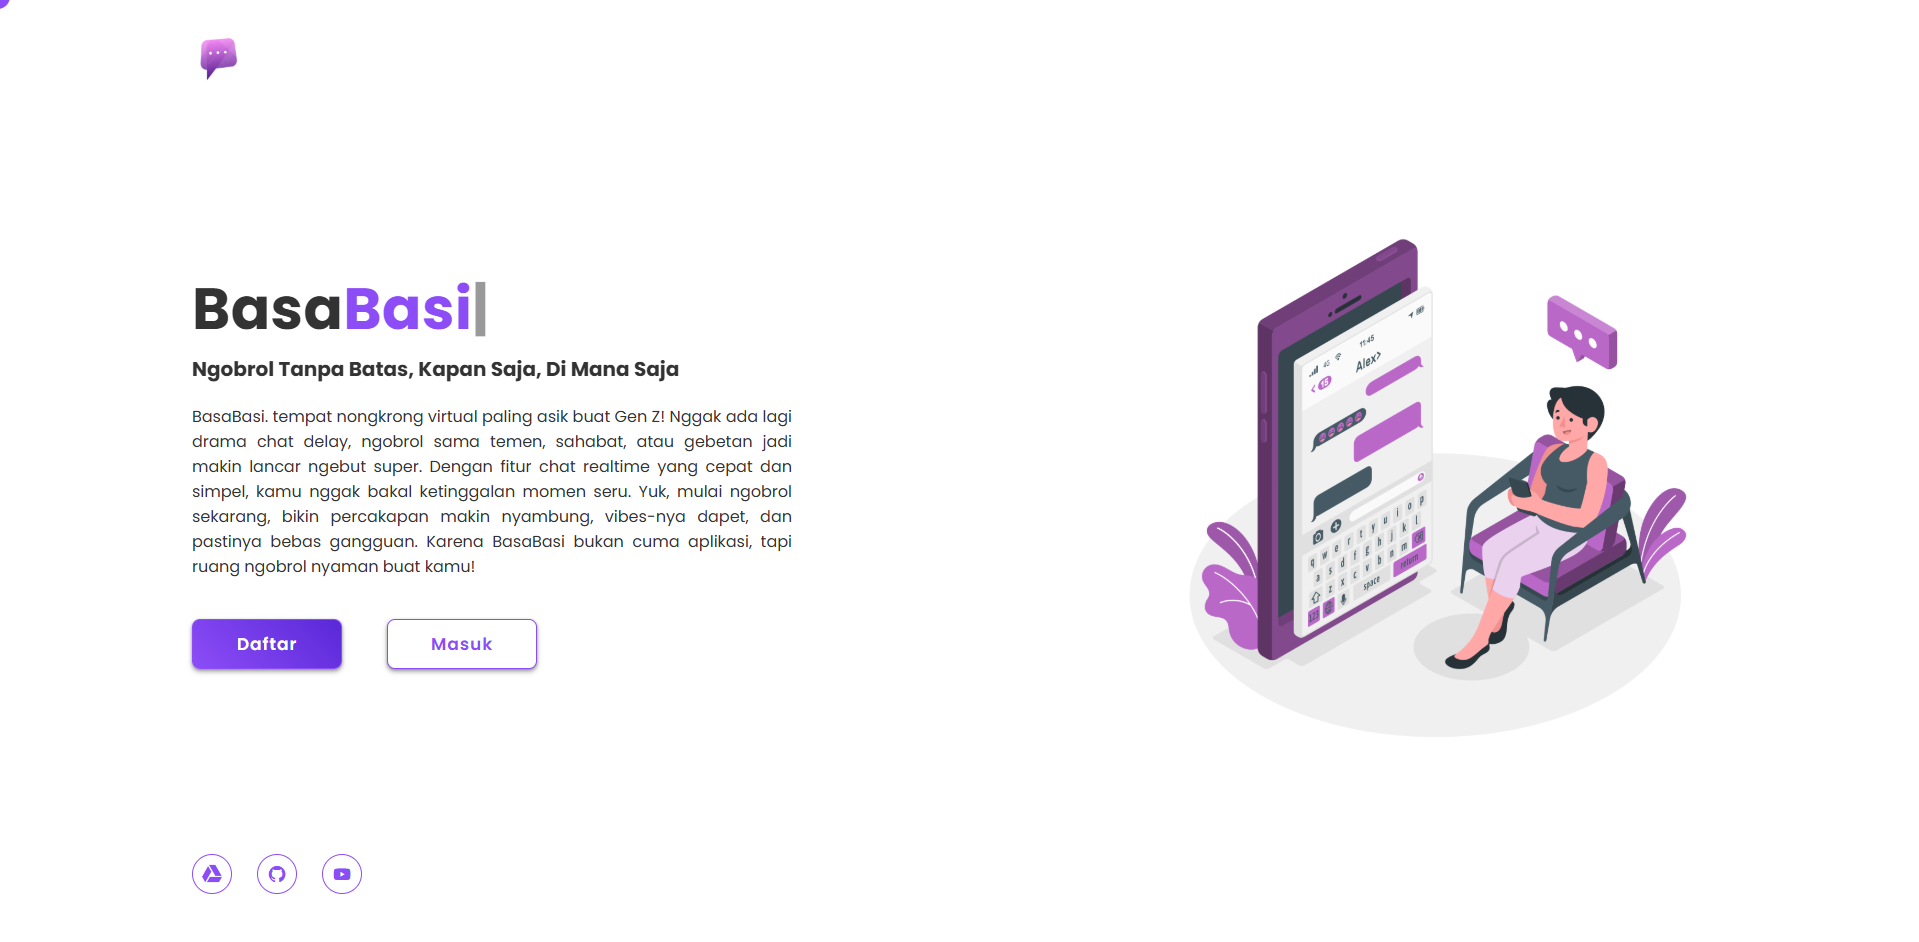 BasaBasi
Ngobrol Tanpa Batas, Kapan Saja, Di Mana Saja
BasaBasi. tempat nongkrong virtual paling asik buat Gen Z! Nggak ada lagi
drama chat delay, ngobrol sama temen, sahabat, atau gebetan jadi
makin lancar ngebut super. Dengan fitur chat realtime yang cepat dan
simpel, kamu nggak bakal ketinggalan momen seru. Yuk, mulai ngobrol
sekarang, bikin percakapan makin nyambung, vibes-nya dapet, dan
pastinya bebas gangguan. Karena BasaBasi bukan cuma aplikasi, tapi
ruang ngobrol nyaman buat kamu!
Daftar
Masuk
4G 11:45
15 Alex>
q w e r t y u i o p
a s d f g h j k l
z x c v b n m
123 space return